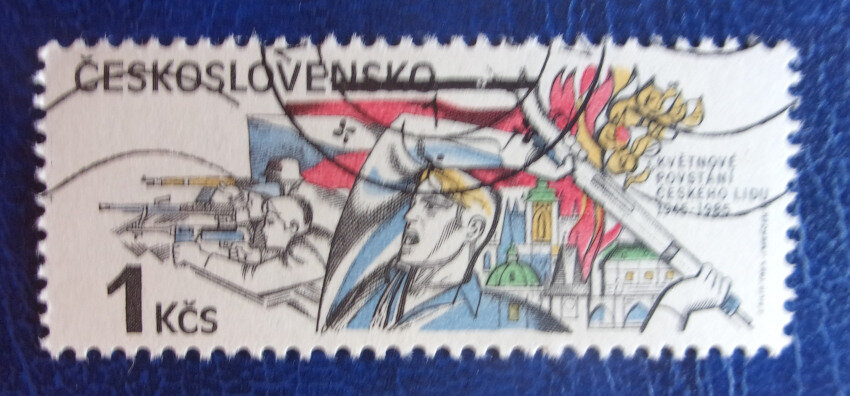 ČESKOSLOVENSKO
KVĚTNOVÉ
POVSTÁNÍ
ČESKÉHO LIDU
1945-1985
1 KČS